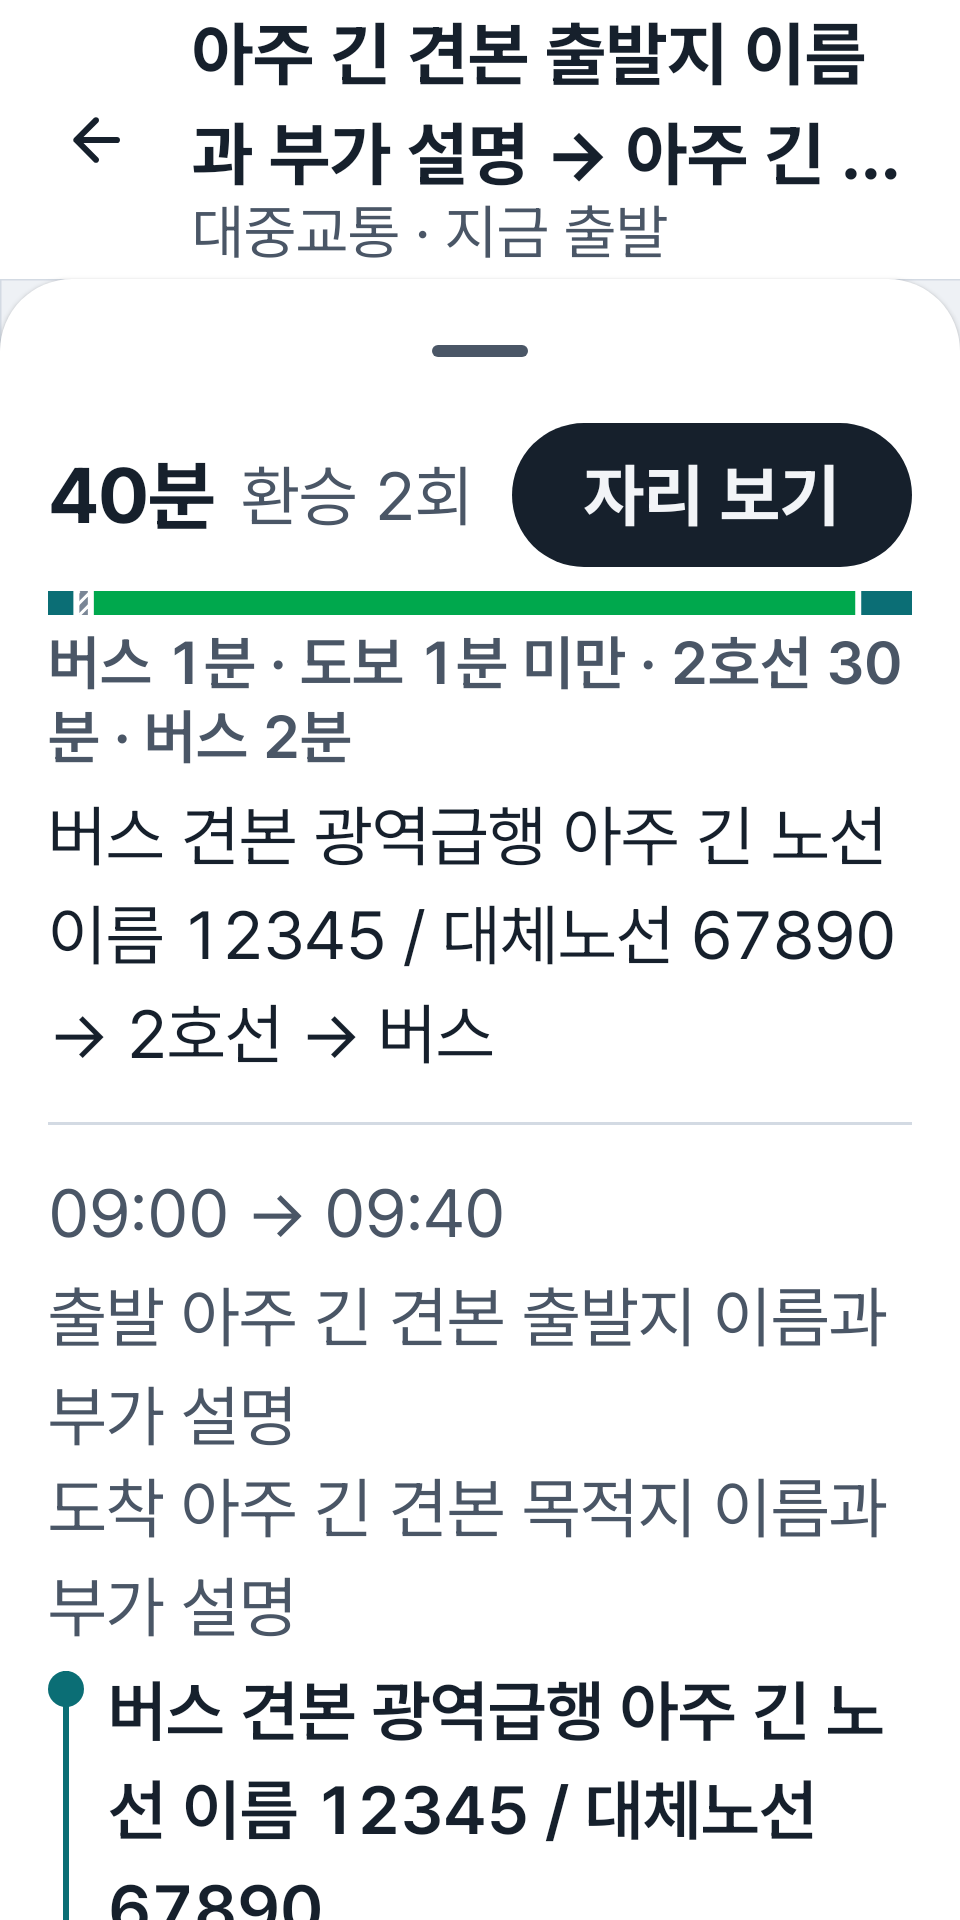 아주 긴 견본 출발지 이름
과 부가 설명 → 아주 긴 ...
대중교통 · 지금 출발
40분 환승 2회
자리 보기
버스 1분 · 도보 1분 미만 · 2호선 30
분 · 버스 2분
버스 견본 광역급행 아주 긴 노선
이름 12345 / 대체노선 67890
→ 2호선 → 버스
09:00 → 09:40
출발 아주 긴 견본 출발지 이름과
부가 설명
도착 아주 긴 견본 목적지 이름과
부가 설명
버스 견본 광역급행 아주 긴 노
선 이름 12345 / 대체노선
67890